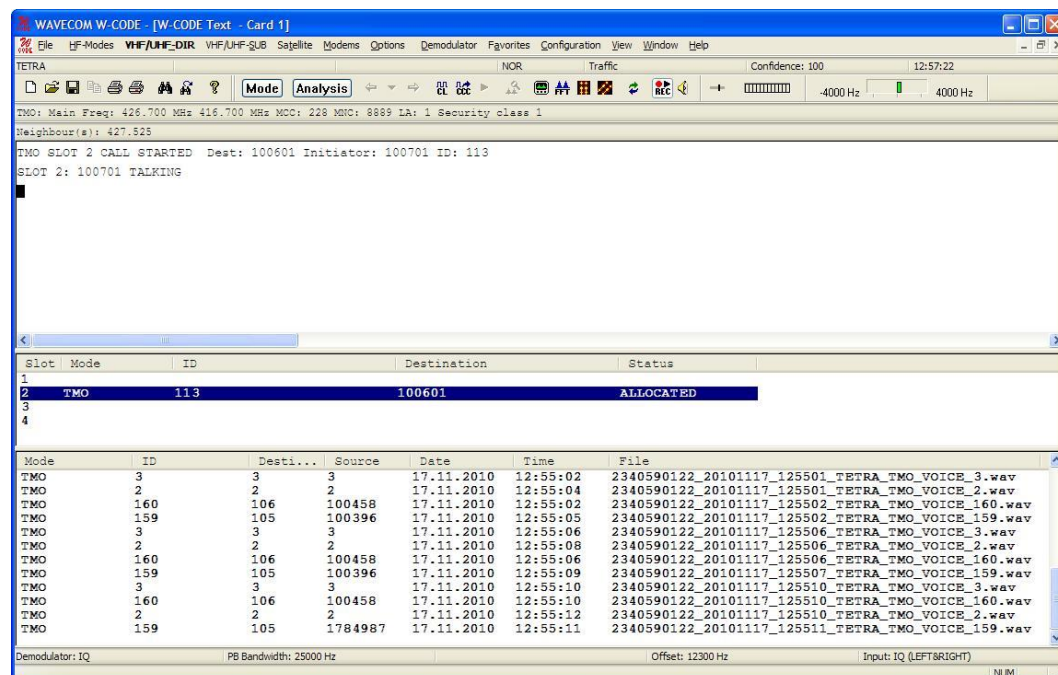 WAVECOM W-CODE - [W-CODE Text - Card 1]
File HF-Modes VHF/UHF-DIR VHF/UHF-SUB Satellite Modems Options Demodulator Favorites Configuration View Window Help
TETRA NOR Traffic Confidence: 100 12:57:22
Mode Analysis CL CCC FFT REC -4000 Hz 4000 Hz
TMO: Main Freq: 426.700 MHz 416.700 MHz MCC: 228 MNC: 8889 LA: 1 Security class 1
Neighbour(s): 427.525
TMO SLOT 2 CALL STARTED Dest: 100601 Initiator: 100701 ID: 113
SLOT 2: 100701 TALKING
Slot Mode ID Destination Status
1
2 TMO 113 100601 ALLOCATED
3
4
Mode ID Desti... Source Date Time File
TMO 3 3 3 17.11.2010 12:55:02 2340590122_20101117_125501_TETRA_TMO_VOICE_3.wav
TMO 2 2 2 17.11.2010 12:55:04 2340590122_20101117_125501_TETRA_TMO_VOICE_2.wav
TMO 160 106 100458 17.11.2010 12:55:02 2340590122_20101117_125502_TETRA_TMO_VOICE_160.wav
TMO 159 105 100396 17.11.2010 12:55:05 2340590122_20101117_125502_TETRA_TMO_VOICE_159.wav
TMO 3 3 3 17.11.2010 12:55:06 2340590122_20101117_125506_TETRA_TMO_VOICE_3.wav
TMO 2 2 2 17.11.2010 12:55:08 2340590122_20101117_125506_TETRA_TMO_VOICE_2.wav
TMO 160 106 100458 17.11.2010 12:55:06 2340590122_20101117_125506_TETRA_TMO_VOICE_160.wav
TMO 159 105 100396 17.11.2010 12:55:09 2340590122_20101117_125507_TETRA_TMO_VOICE_159.wav
TMO 3 3 3 17.11.2010 12:55:10 2340590122_20101117_125510_TETRA_TMO_VOICE_3.wav
TMO 160 106 100458 17.11.2010 12:55:10 2340590122_20101117_125510_TETRA_TMO_VOICE_160.wav
TMO 2 2 2 17.11.2010 12:55:12 2340590122_20101117_125510_TETRA_TMO_VOICE_2.wav
TMO 159 105 1784987 17.11.2010 12:55:11 2340590122_20101117_125511_TETRA_TMO_VOICE_159.wav
Demodulator: IQ PB Bandwidth: 25000 Hz Offset: 12300 Hz Input: IQ (LEFT&RIGHT)
NUM